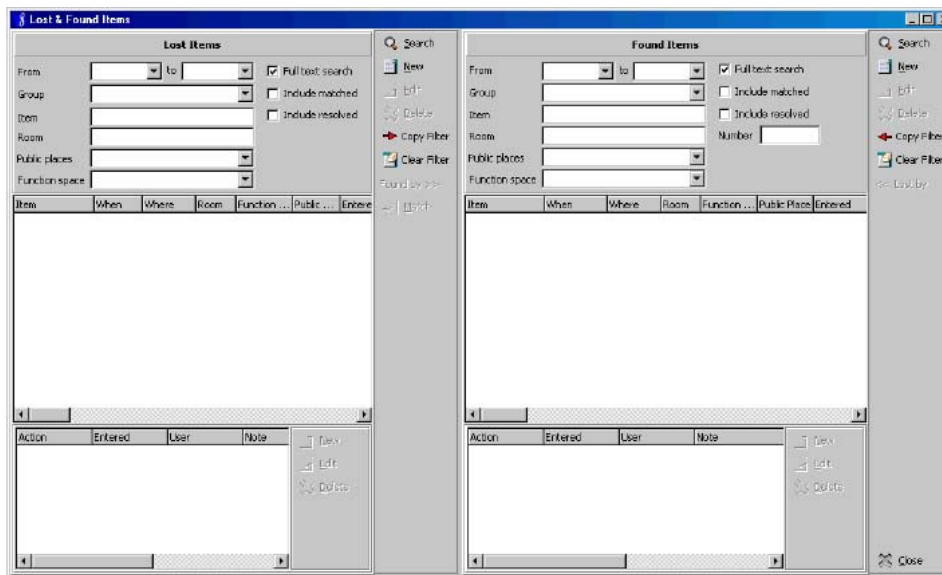 Lost & Found Items
Lost Items
From
to
Full text search
Group
Include matched
Item
Include resolved
Room
Public places
Function space
Item When Where Room Function ... Public ... Entere
Action Entered User Note
New
Edit
Delete
Search
New
Edit
Delete
Copy Filter
Clear Filter
Found by >>
Match
Found Items
From
to
Full text search
Group
Include matched
Item
Include resolved
Room
Number
Public places
Function space
Item When Where Room Function ... Public Place Entered
Action Entered User Note
New
Edit
Delete
Search
New
Edit
Delete
Copy Filter
Clear Filter
<< Lost by
Close